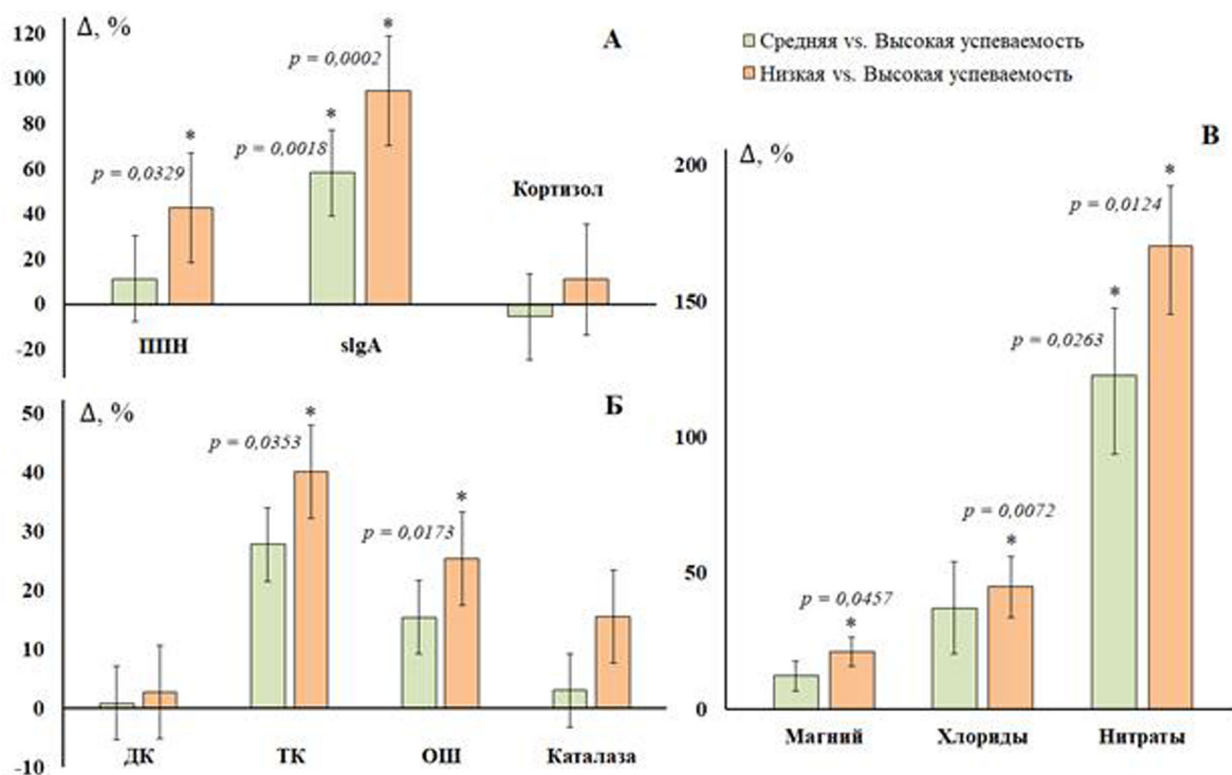 Δ, %
А
120
100
80
60
40
20
0
-20
p = 0,0329
*
p = 0,0018
*
p = 0,0002
*
Кортизол
ППН
sIgA
Средняя vs. Высокая успеваемость
Низкая vs. Высокая успеваемость
Δ, %
Б
50
40
30
20
10
0
-10
p = 0,0353
*
p = 0,0173
*
ДК
ТК
ОШ
Каталаза
Δ, %
В
200
150
100
50
0
p = 0,0457
*
p = 0,0072
*
p = 0,0263
*
p = 0,0124
*
Магний
Хлориды
Нитраты